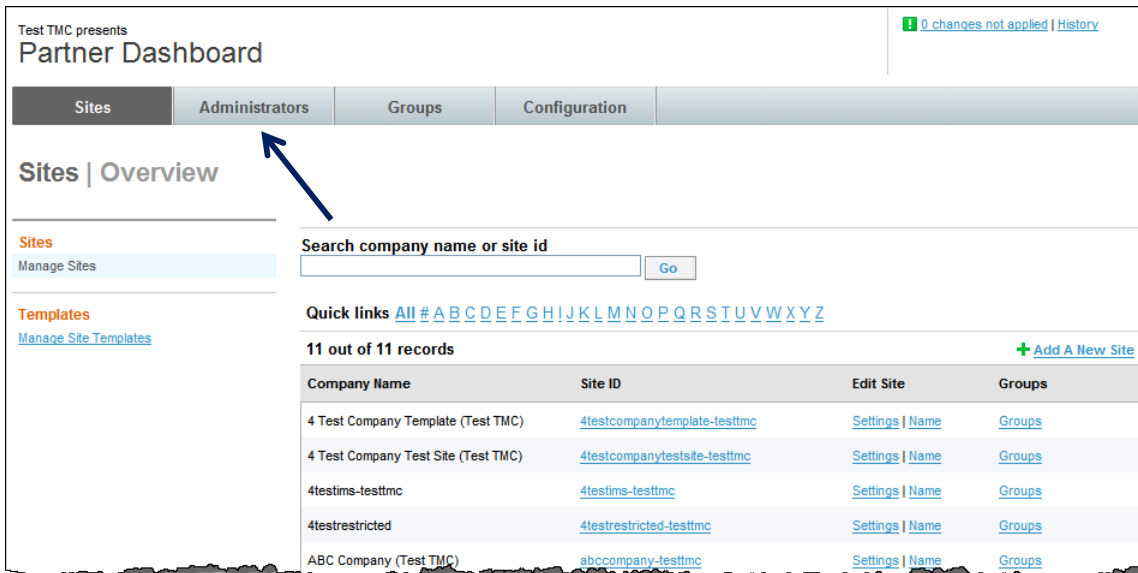 Test TMC presents
Partner Dashboard
0 changes not applied | History
Sites Administrators Groups Configuration
Sites | Overview
Sites
Manage Sites
Templates
Manage Site Templates
Search company name or site id
Go
Quick links All # A B C D E F G H I J K L M N O P Q R S T U V W X Y Z
11 out of 11 records
Add A New Site
Company Name Site ID Edit Site Groups
4 Test Company Template (Test TMC) 4testcompanytemplate-testtmc Settings | Name Groups
4 Test Company Test Site (Test TMC) 4testcompanytestsite-testtmc Settings | Name Groups
4testims-testtmc 4testims-testtmc Settings | Name Groups
4testrestricted 4testrestricted-testtmc Settings | Name Groups
ABC Company (Test TMC) abccompany-testtmc Settings | Name Groups